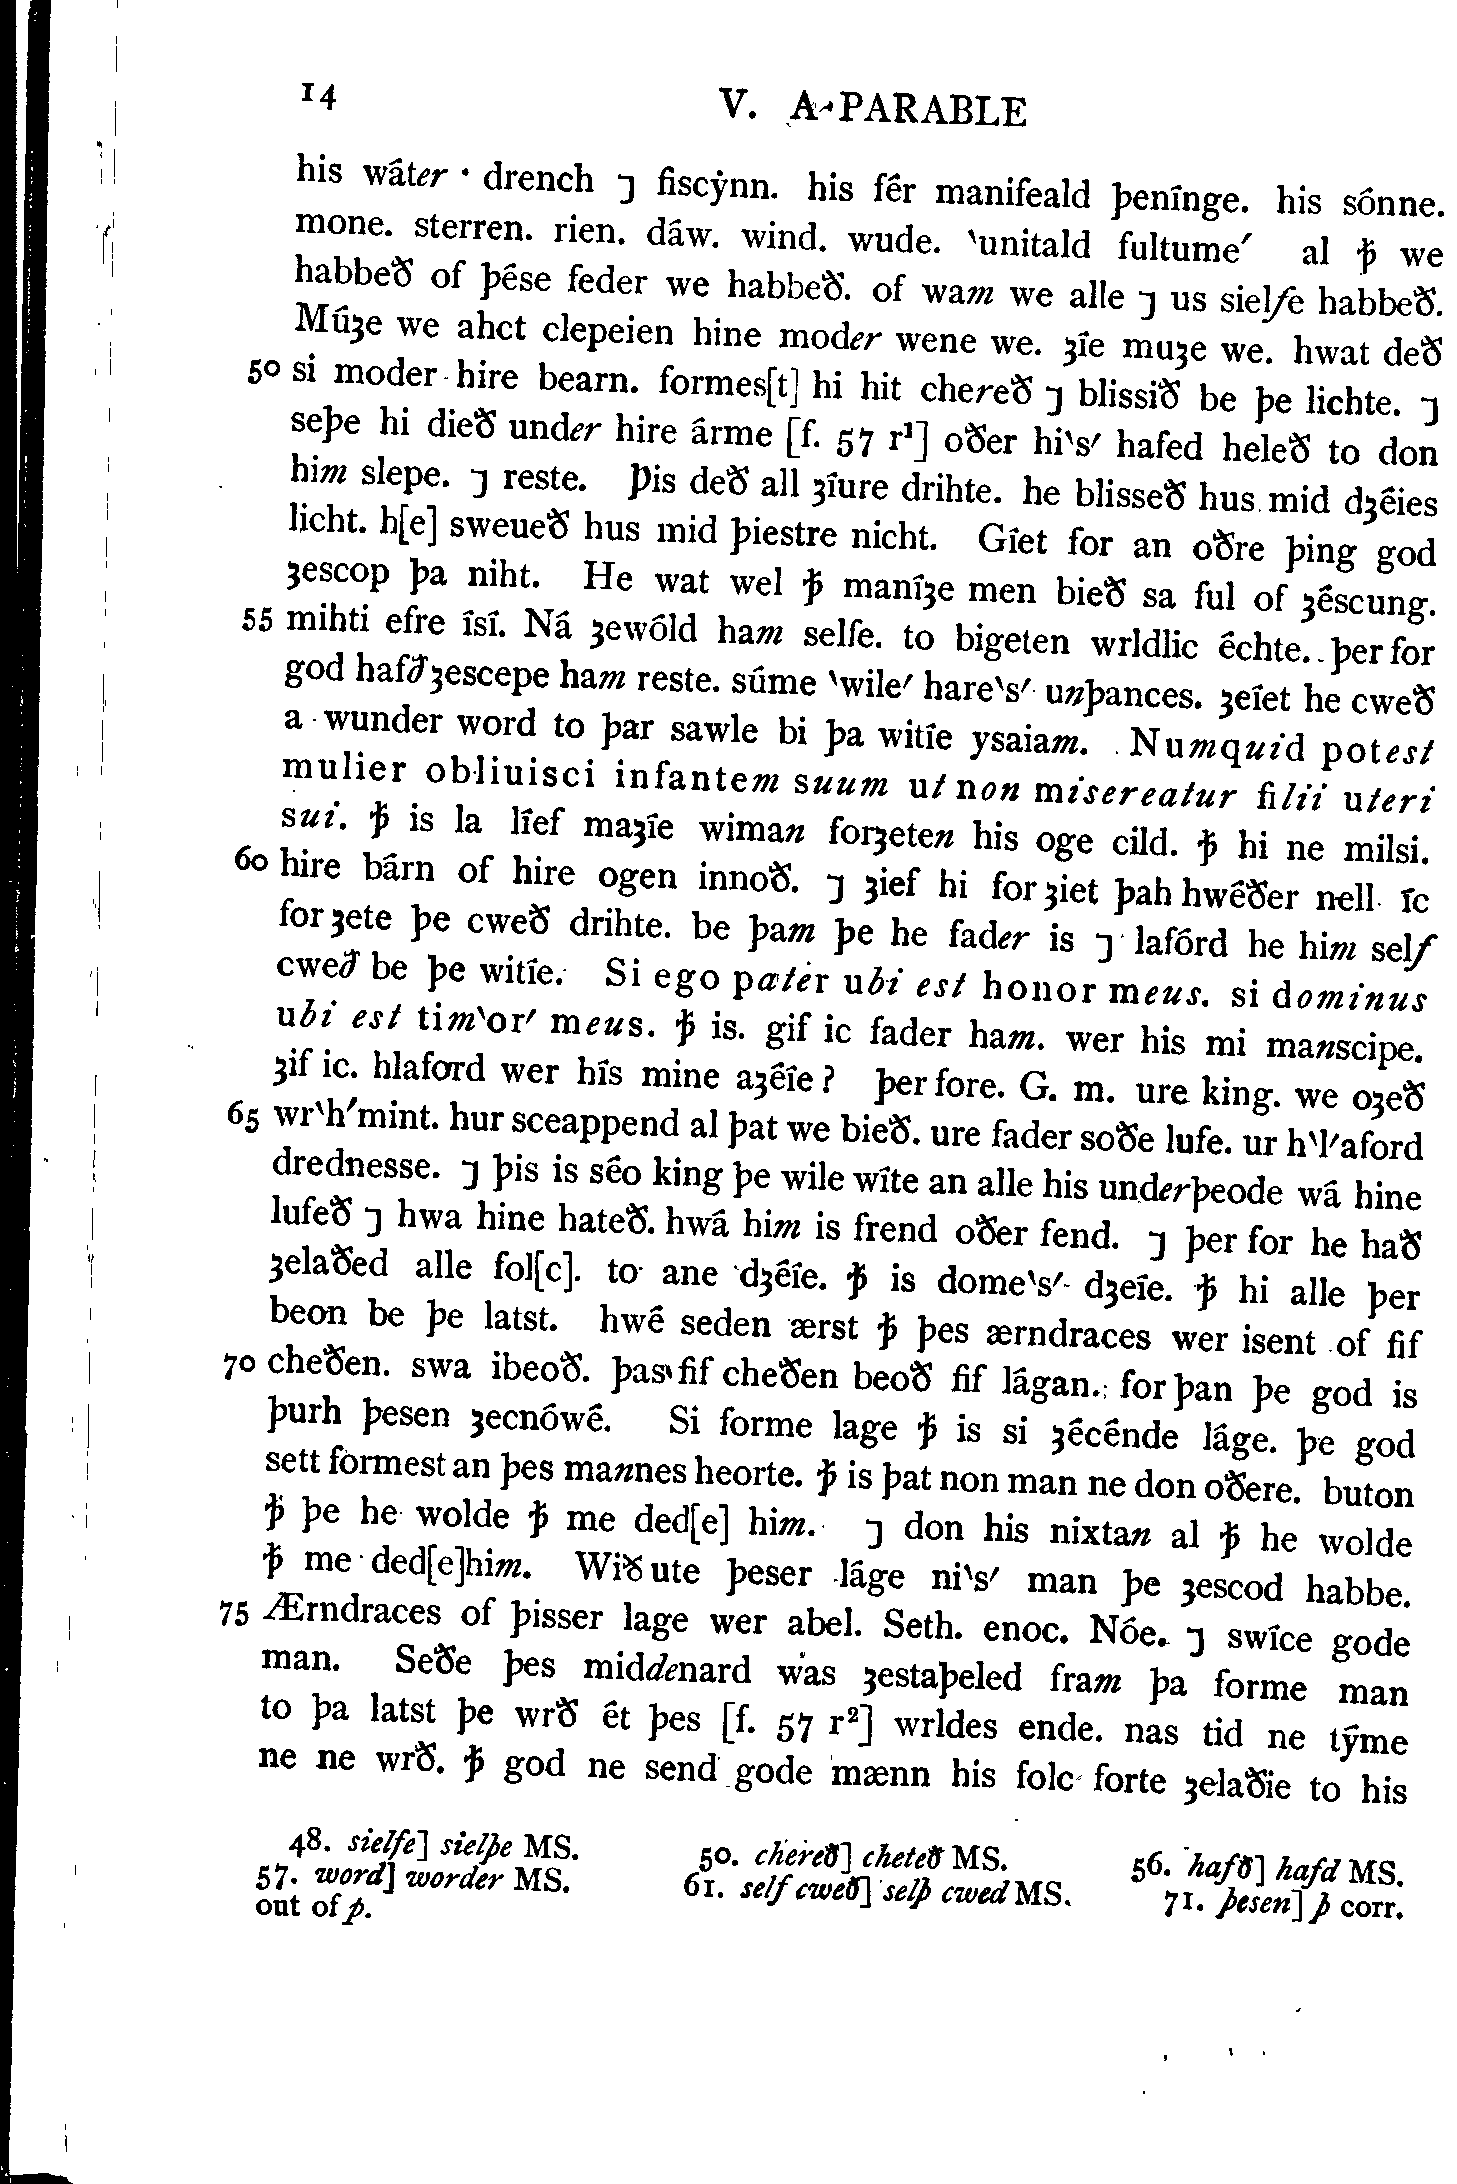 14
V. A PARABLE
his wâter · drench ⁊ fiscẏnn. his fêr manifeald þenînge. his sônne.
mone. sterren. rien. dâw. wind. wude. ‵unitald fultume′ al ꝥ we
habbeð of þêse feder we habbeð. of wam we alle ⁊ us sielfe habbeð.
Mûȝe we ahct clepeien hine moder wene we. ȝîe muȝe we. hwat deð
50 si moder hire bearn. formes[t] hi hit chereð ⁊ blissið be þe lichte. ⁊
seþe hi dieð under hire ârme [f. 57 r¹] oðer hi‵s′ hafed heleð to don
him slepe. ⁊ reste. Þis deð all ȝîure drihte. he blisseð hus mid dȝêies
licht. h[e] sweueð hus mid þiestre nicht. Gîet for an oðre þing god
ȝescop þa niht. He wat wel ꝥ manîȝe men bieð sa ful of ȝêscung.
55 mihti efre îsî. Nâ ȝewôld ham selfe. to bigeten wrldlic êchte. þer for
god hafð ȝescepe ham reste. sûme ‵wile′ hare‵s′ unþances. ȝeîet he cweð
a wunder word to þar sawle bi þa witîe ysaiam. Numquid potest
mulier obliuisci infantem suum ut non misereatur filii uteri
sui. ꝥ is la lîef maȝîe wiman forȝeten his oge cild. ꝥ hi ne milsi.
60 hire bârn of hire ogen innoð. ⁊ ȝief hi for ȝiet þah hwêðer nell îc
for ȝete þe cweð drihte. be þam þe he fader is ⁊ lafôrd he him self
cweð be þe witîe. Si ego pater ubi est honor meus. si dominus
ubi est tim‵or′ meus. ꝥ is. gif ic fader ham. wer his mi manscipe.
ȝif ic. hlaford wer hîs mine aȝêîe? þer fore. G. m. ure king. we oȝeð
65 wr‵h′mint. hur sceappend al þat we bieð. ure fader soðe lufe. ur h‵l′aford
drednesse. ⁊ þis is sêo king þe wile wîte an alle his underþeode wâ hine
lufeð ⁊ hwa hine hateð. hwâ him is frend oðer fend. ⁊ þer for he hað
ȝelaðed alle fol[c]. to ane dȝêîe. ꝥ is dome‵s′ dȝeîe. ꝥ hi alle þer
beon be þe latst. hwê seden ærst ꝥ þes ærndraces wer isent of fif
70 cheðen. swa ibeoð. þas fif cheðen beoð fif lâgan. for þan þe god is
þurh þesen ȝecnôwê. Si forme lage ꝥ is si ȝêcênde lâge. þe god
sett formest an þes mannes heorte. ꝥ is þat non man ne don oðere. buton
ꝥ þe he wolde ꝥ me ded[e] him. ⁊ don his nixtan al ꝥ he wolde
ꝥ me ded[e]him. Wið ute þeser lâge ni‵s′ man þe ȝescod habbe.
75 Ærndraces of þisser lage wer abel. Seth. enoc. Nóe. ⁊ swîce gode
man. Seðe þes middenard was ȝestaþeled fram þa forme man
to þa latst þe wrð êt þes [f. 57 r²] wrldes ende. nas tid ne tŷme
ne ne wrð. ꝥ god ne send gode mænn his folc forte ȝelaðie to his
48. sielfe] sielþe MS. 50. chereð] cheteð MS. 56. hafð] hafd MS.
57. word] worder MS. 61. self cweð] selþ cwed MS. 71. þesen] þ corr.
out of ƿ.